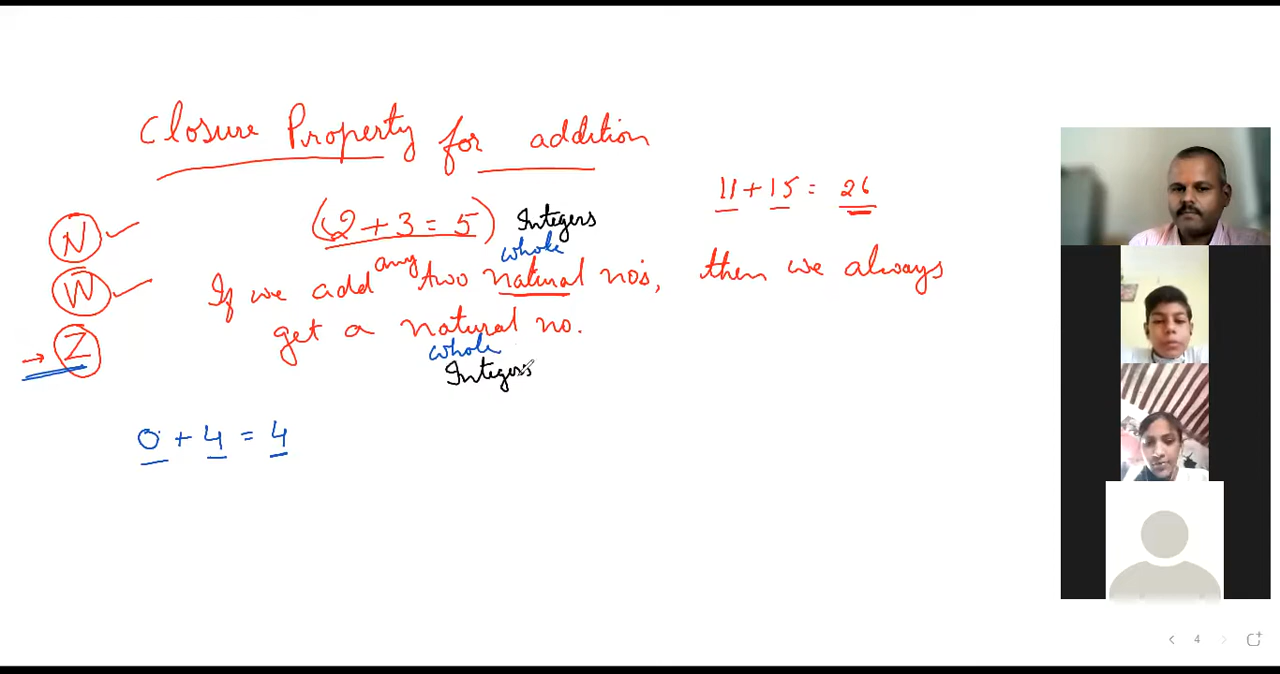 Closure Property for addition
11 + 15 = 26
N
(2 + 3 = 5)
Integers
whole
any
W
If we add two natural no's, then we always
get a natural no.
Z
whole
Integers
0 + 4 = 4
4